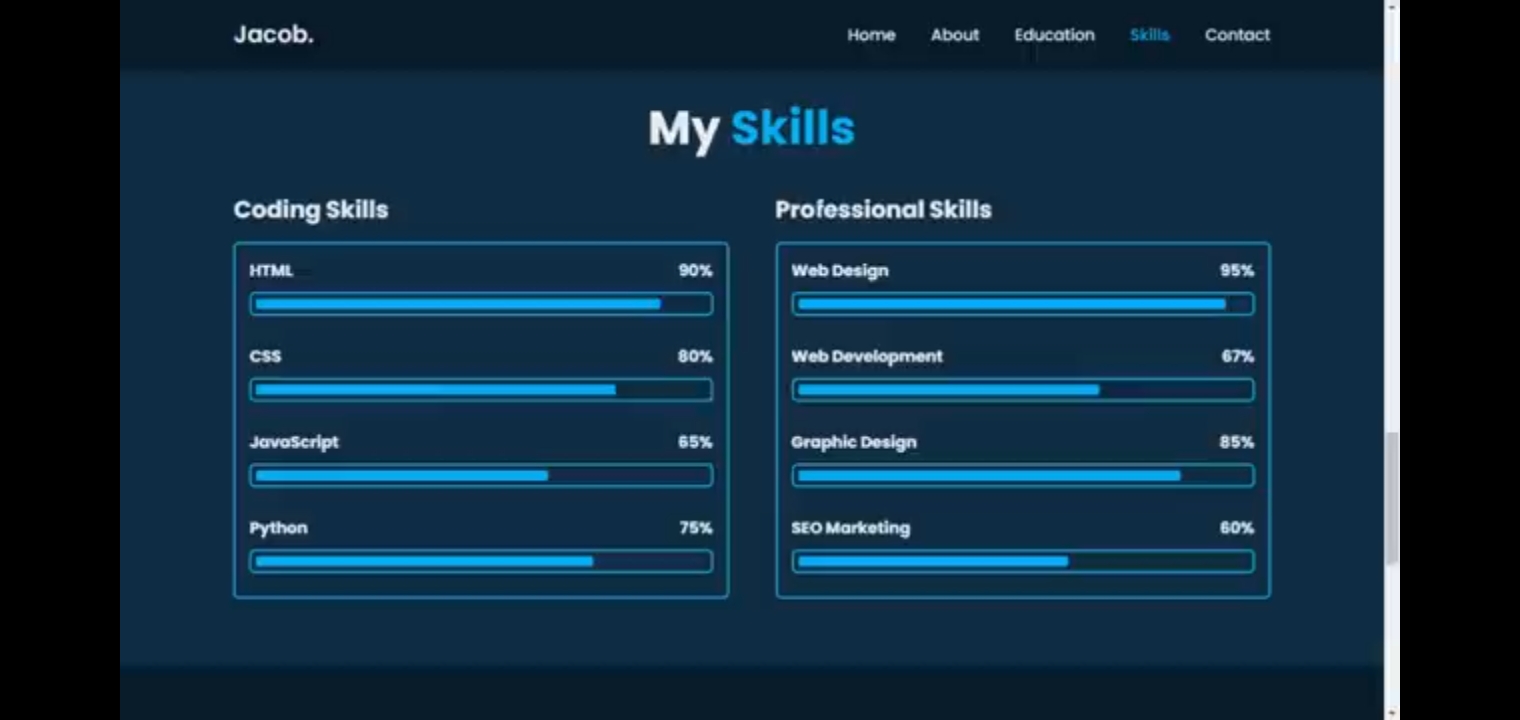 Jacob.
Home About Education Skills Contact
My Skills
Coding Skills
HTML 90%
CSS 80%
JavaScript 65%
Python 75%
Professional Skills
Web Design 95%
Web Development 67%
Graphic Design 85%
SEO Marketing 60%